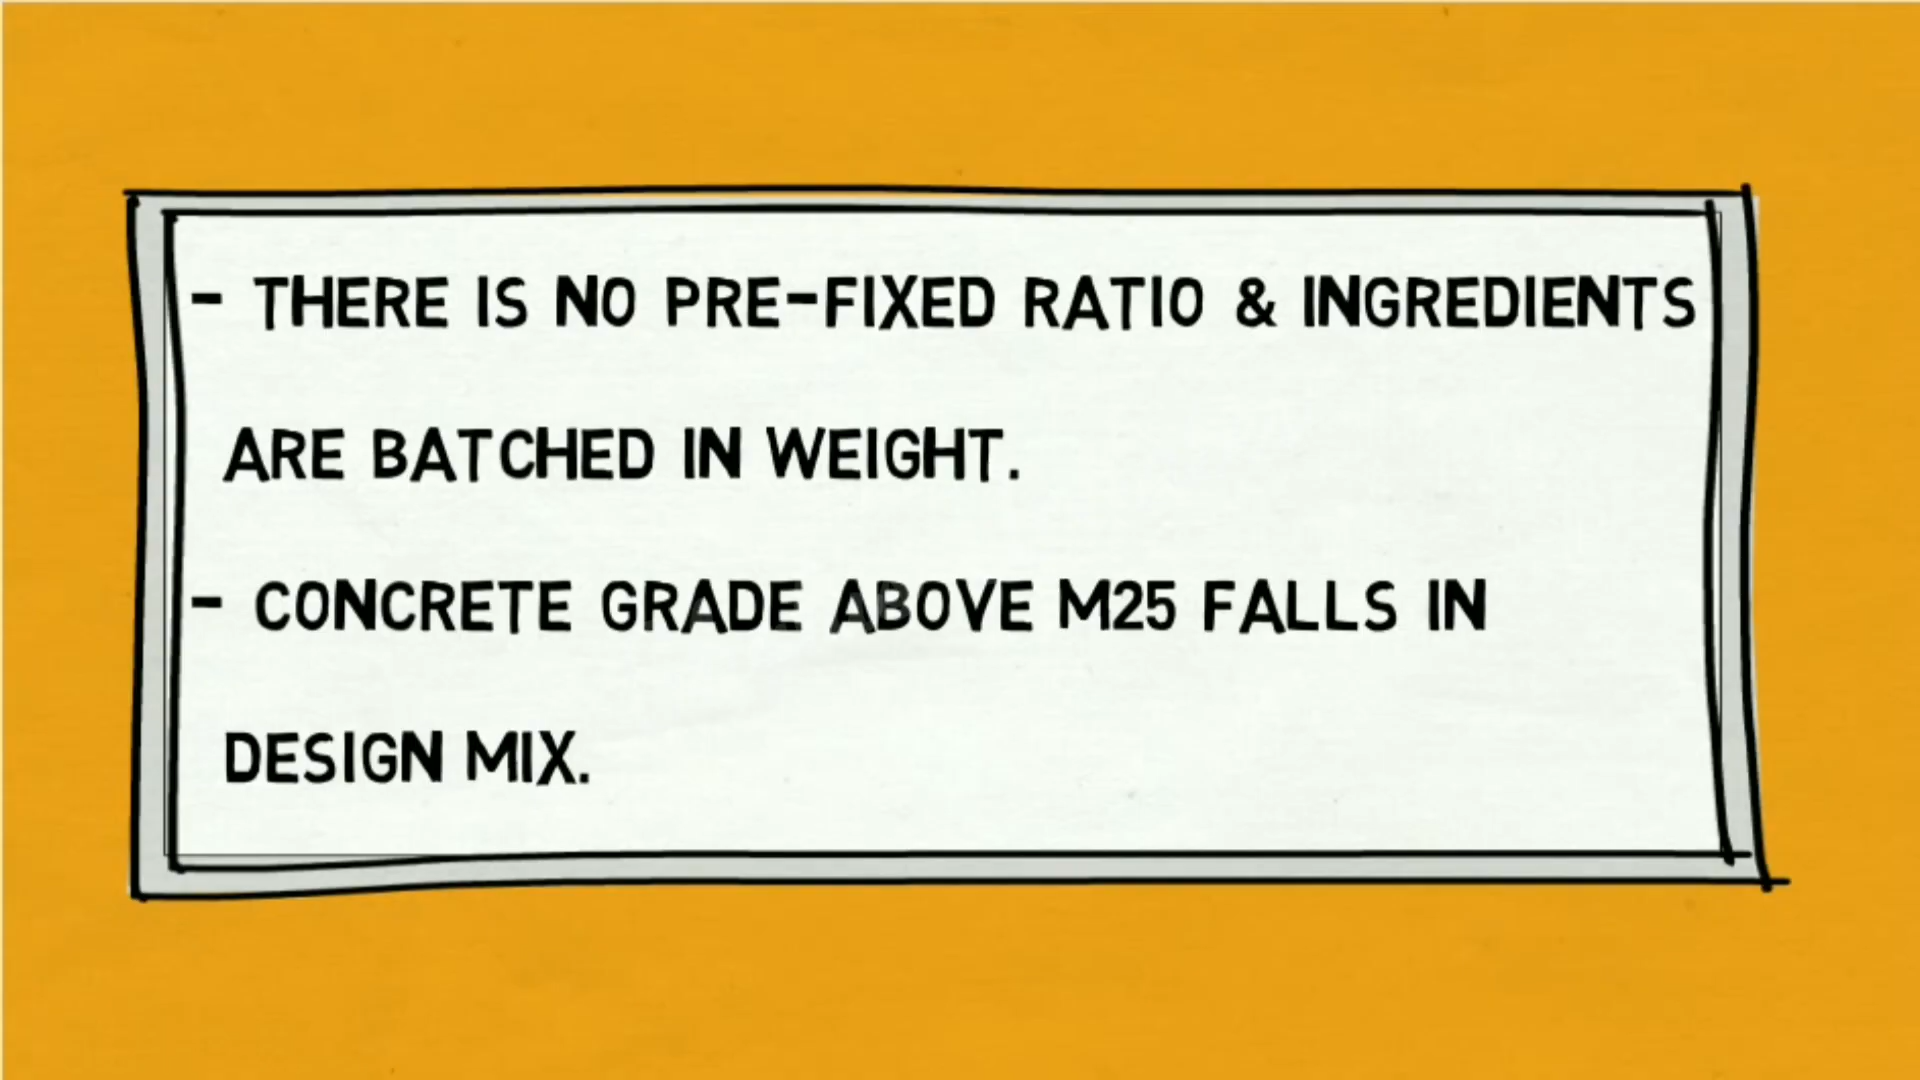 - THERE IS NO PRE-FIXED RATIO & INGREDIENTS
ARE BATCHED IN WEIGHT.
- CONCRETE GRADE ABOVE M25 FALLS IN
DESIGN MIX.